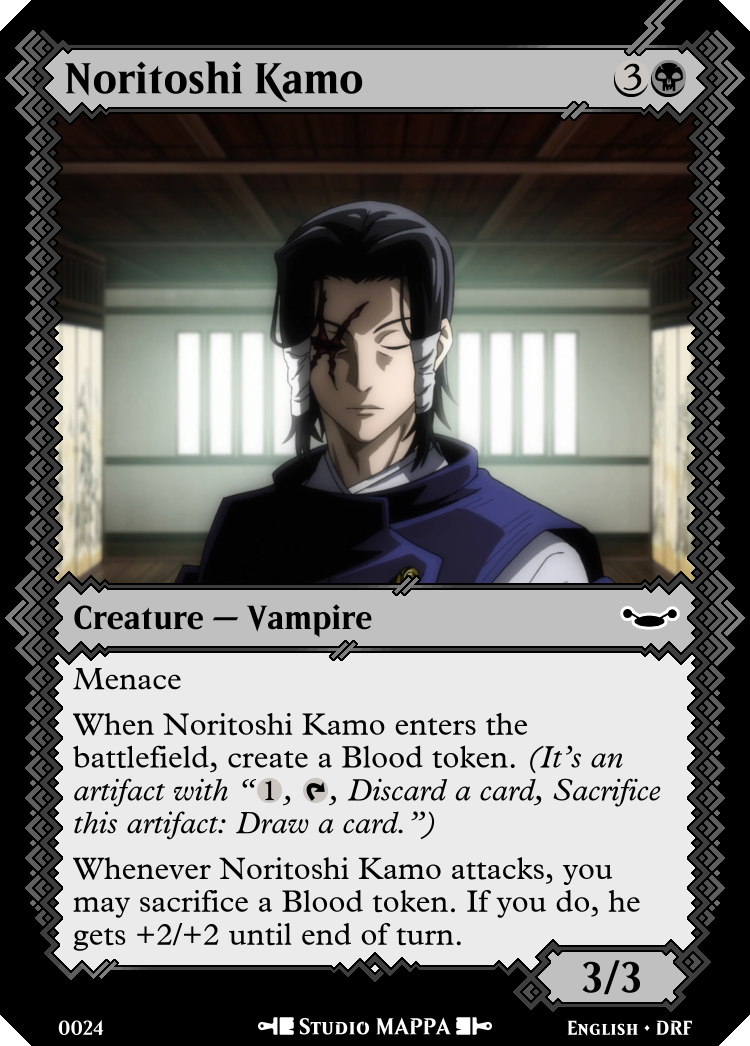 Noritoshi Kamo 3
Creature — Vampire
Menace
When Noritoshi Kamo enters the
battlefield, create a Blood token. (It's an
artifact with “1, , Discard a card, Sacrifice
this artifact: Draw a card.”)
Whenever Noritoshi Kamo attacks, you
may sacrifice a Blood token. If you do, he
gets +2/+2 until end of turn.
3/3
0024 Studio MAPPA English • DRF